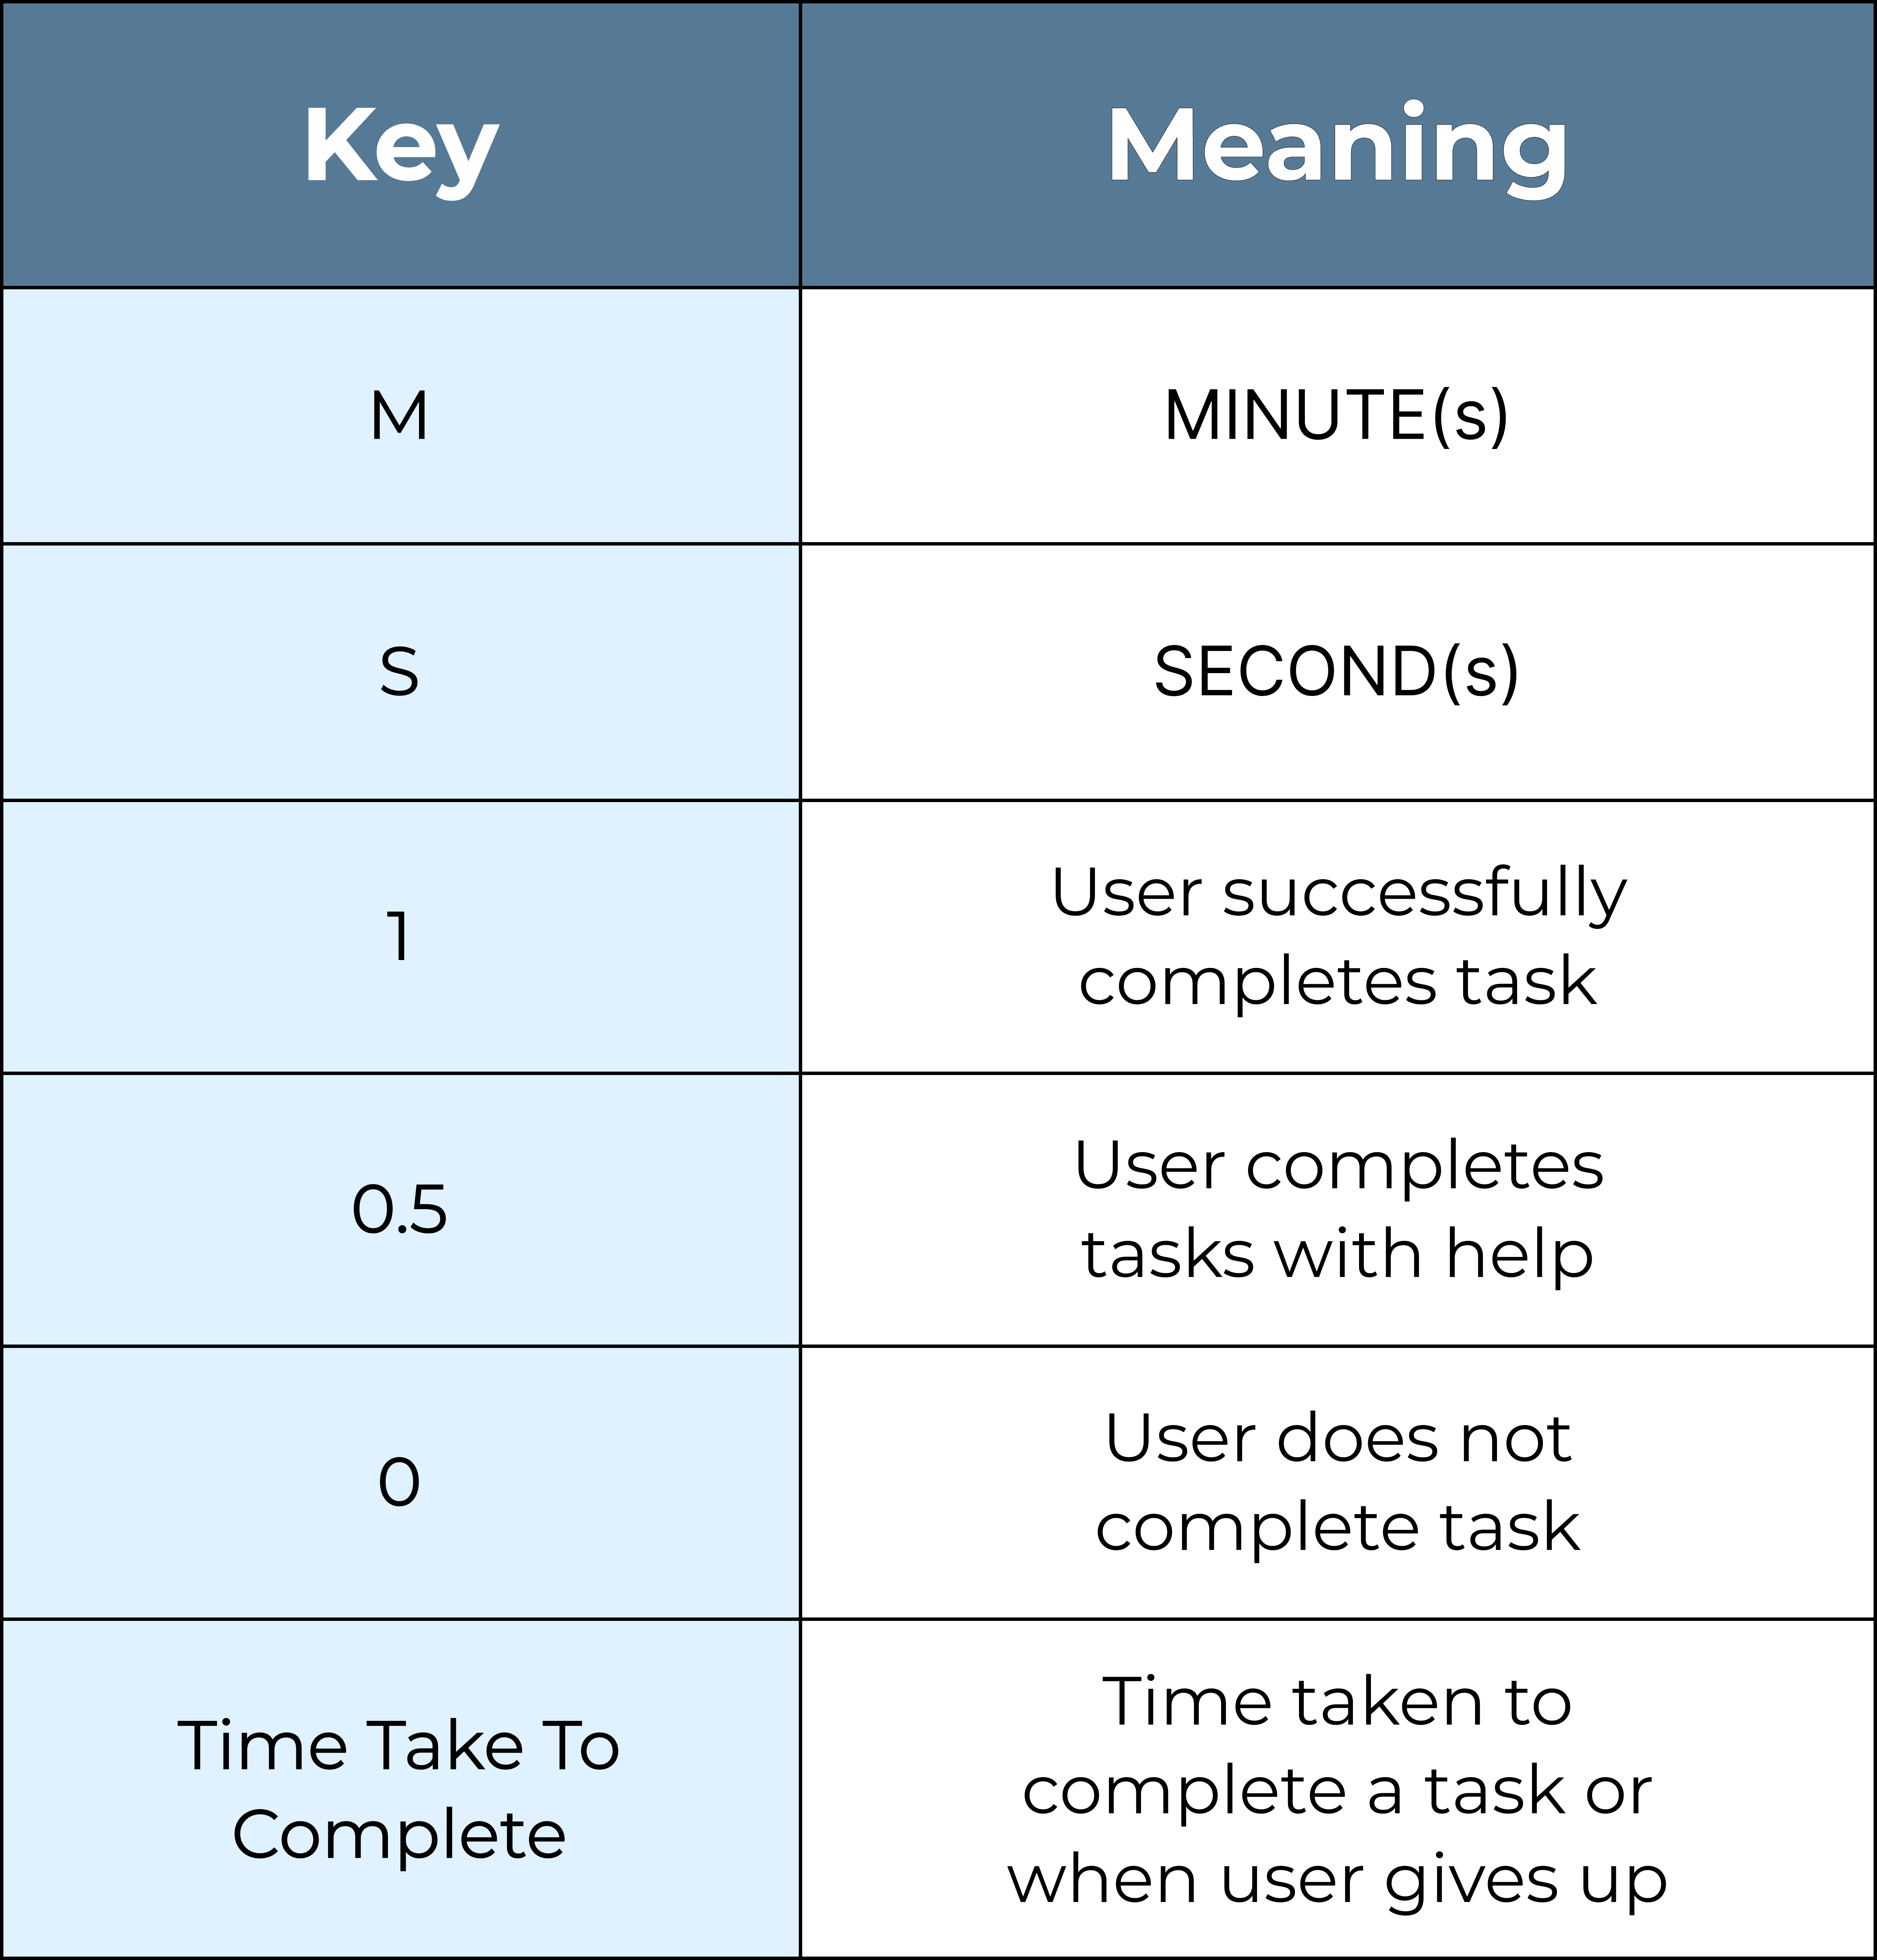 Key
Meaning
M
MINUTE(s)
S
SECOND(s)
1
User successfully
completes task
0.5
User completes
tasks with help
0
User does not
complete task
Time Take To
Complete
Time taken to
complete a task or
when user gives up